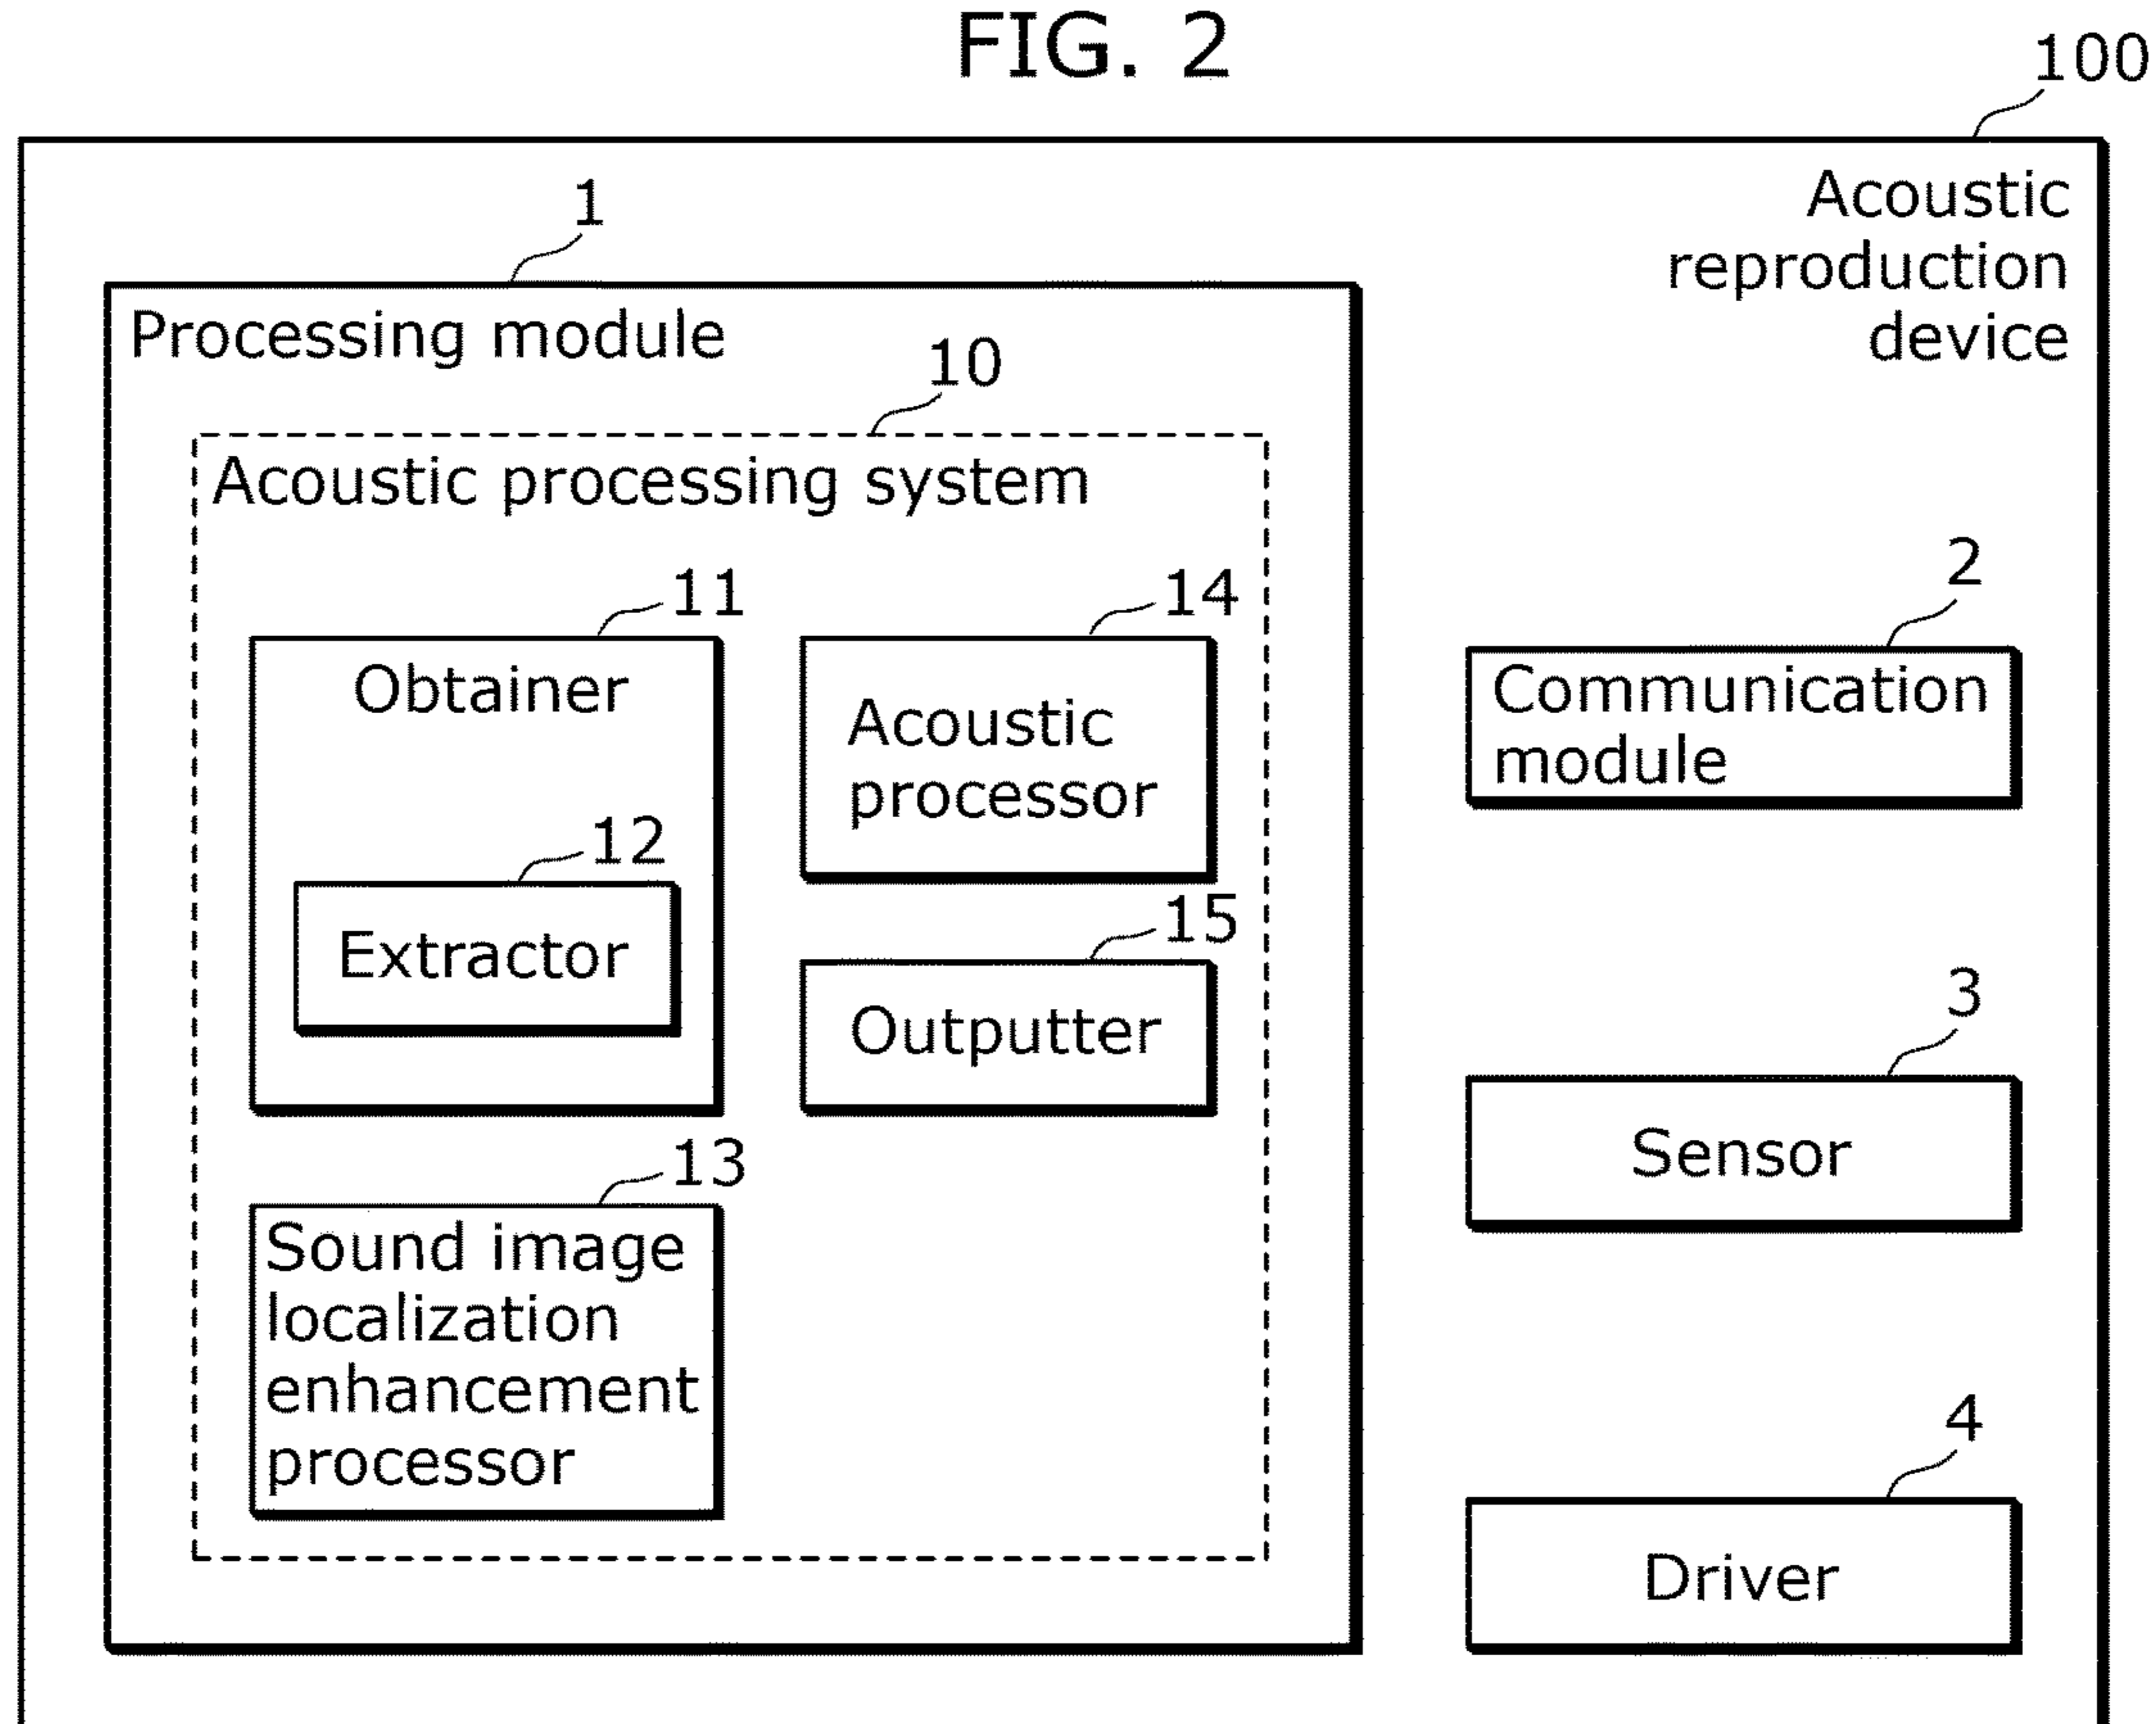 FIG. 2
100
Acoustic
reproduction
device
1
Processing module
10
Acoustic processing system
11
Obtainer
12
Extractor
13
Sound image
localization
enhancement
processor
14
Acoustic
processor
15
Outputter
2
Communication
module
3
Sensor
4
Driver